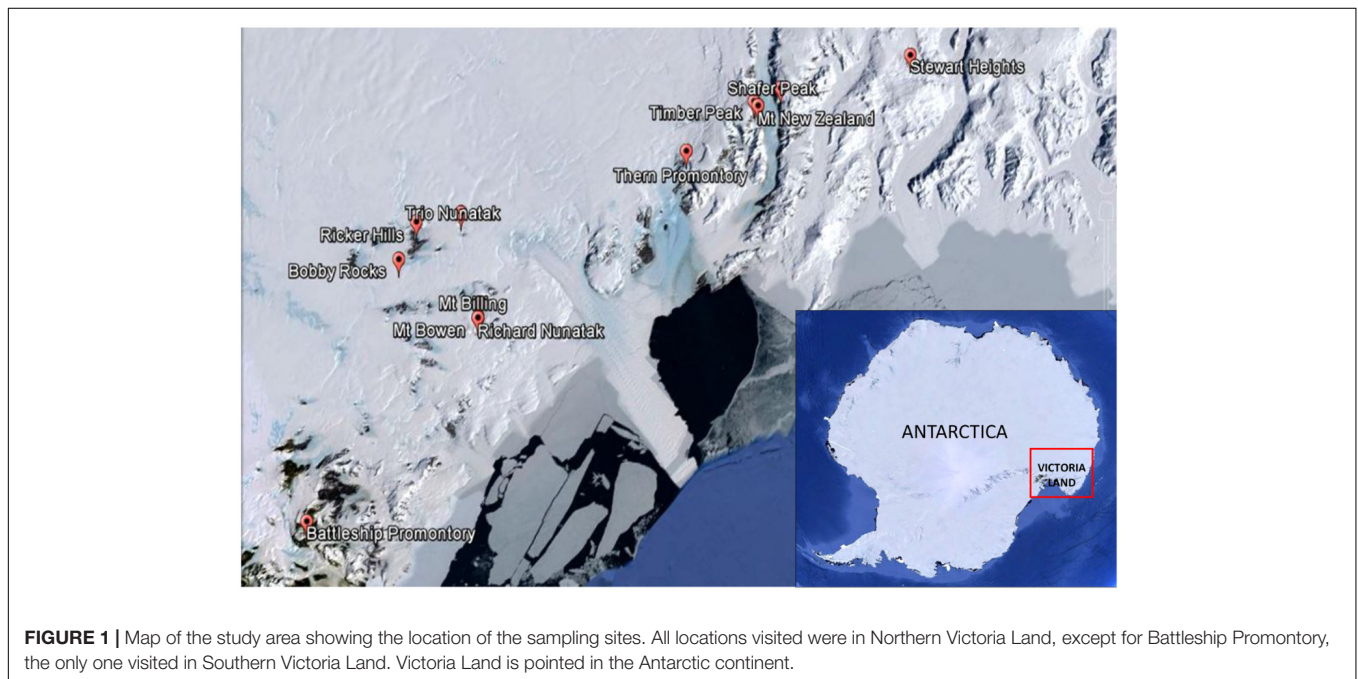 Stewart Heights
Shafer Peak
Timber Peak
Mt New Zealand
Thern Promontory
Trio Nunatak
Ricker Hills
Bobby Rocks
Mt Billing
Mt Bowen
Richard Nunatak
Battleship Promontory
ANTARCTICA
VICTORIA
LAND
FIGURE 1 | Map of the study area showing the location of the sampling sites. All locations visited were in Northern Victoria Land, except for Battleship Promontory,
the only one visited in Southern Victoria Land. Victoria Land is pointed in the Antarctic continent.